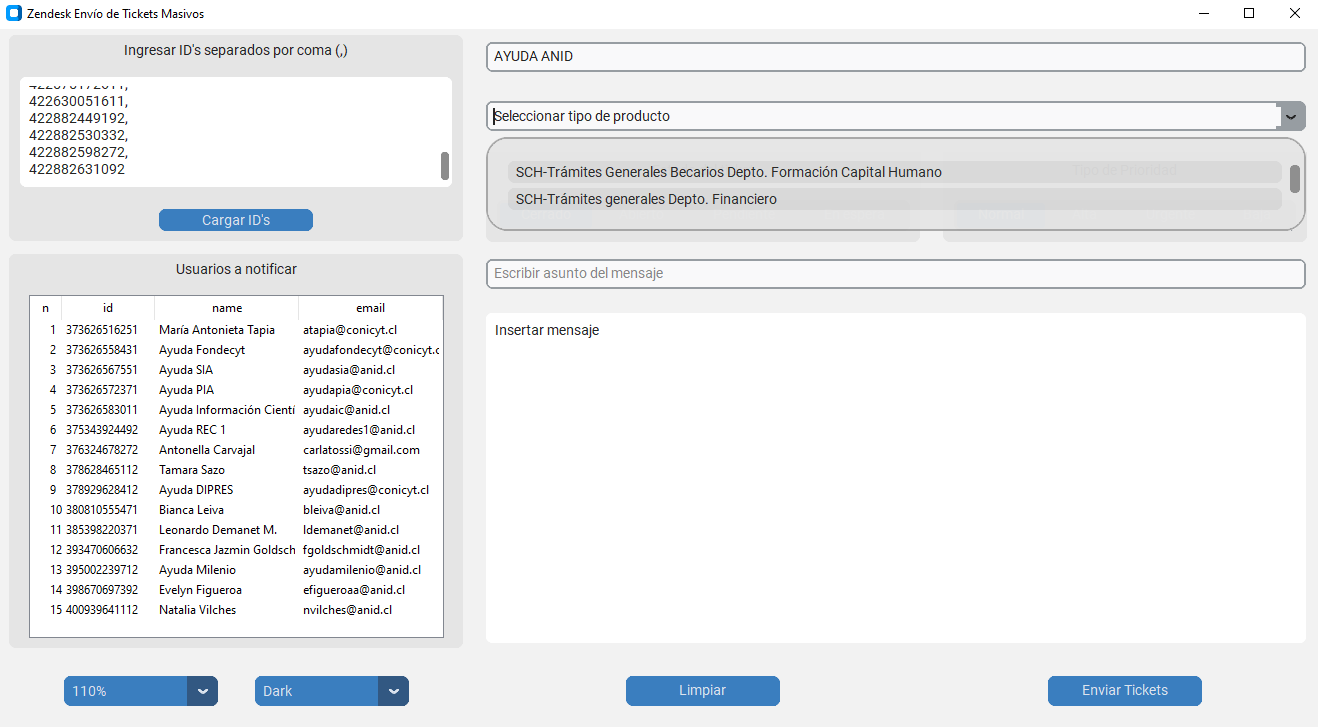 Zendesk Envío de Tickets Masivos
Ingresar ID's separados por coma (,)
422630051611,
422882449192,
422882530332,
422882598272,
422882631092
Cargar ID's
Usuarios a notificar
n id name email
1 373626516251 María Antonieta Tapia atapia@conicyt.cl
2 373626558431 Ayuda Fondecyt ayudafondecyt@conicyt.c
3 373626567551 Ayuda SIA ayudasia@anid.cl
4 373626572371 Ayuda PIA ayudapia@conicyt.cl
5 373626583011 Ayuda Información Cientí ayudaic@anid.cl
6 375343924492 Ayuda REC 1 ayudaredes1@anid.cl
7 376324678272 Antonella Carvajal carlatossi@gmail.com
8 378628465112 Tamara Sazo tsazo@anid.cl
9 378929628412 Ayuda DIPRES ayudadipres@conicyt.cl
10 380810555471 Bianca Leiva bleiva@anid.cl
11 385398220371 Leonardo Demanet M. ldemanet@anid.cl
12 393470606632 Francesca Jazmin Goldsch fgoldschmidt@anid.cl
13 395002239712 Ayuda Milenio ayudamilenio@anid.cl
14 398670697392 Evelyn Figueroa efigueroaa@anid.cl
15 400939641112 Natalia Vilches nvilches@anid.cl
110%
Dark
AYUDA ANID
Seleccionar tipo de producto
SCH-Trámites Generales Becarios Depto. Formación Capital Humano
SCH-Trámites generales Depto. Financiero
Escribir asunto del mensaje
Insertar mensaje
Limpiar
Enviar Tickets